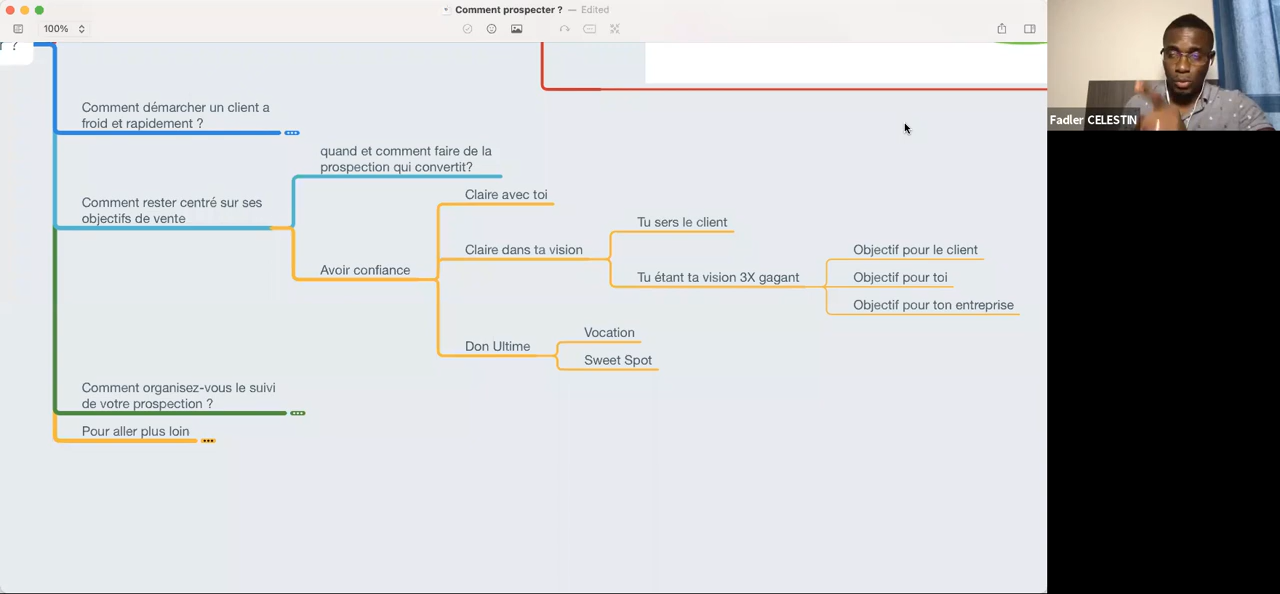 Comment prospecter ? — Edited
100%
r ?
Comment démarcher un client a
froid et rapidement ?
quand et comment faire de la
prospection qui convertit?
Comment rester centré sur ses
objectifs de vente
Avoir confiance
Claire avec toi
Claire dans ta vision
Tu sers le client
Tu étant ta vision 3X gagant
Objectif pour le client
Objectif pour toi
Objectif pour ton entreprise
Don Ultime
Vocation
Sweet Spot
Comment organisez-vous le suivi
de votre prospection ?
Pour aller plus loin
Fadler CELESTIN